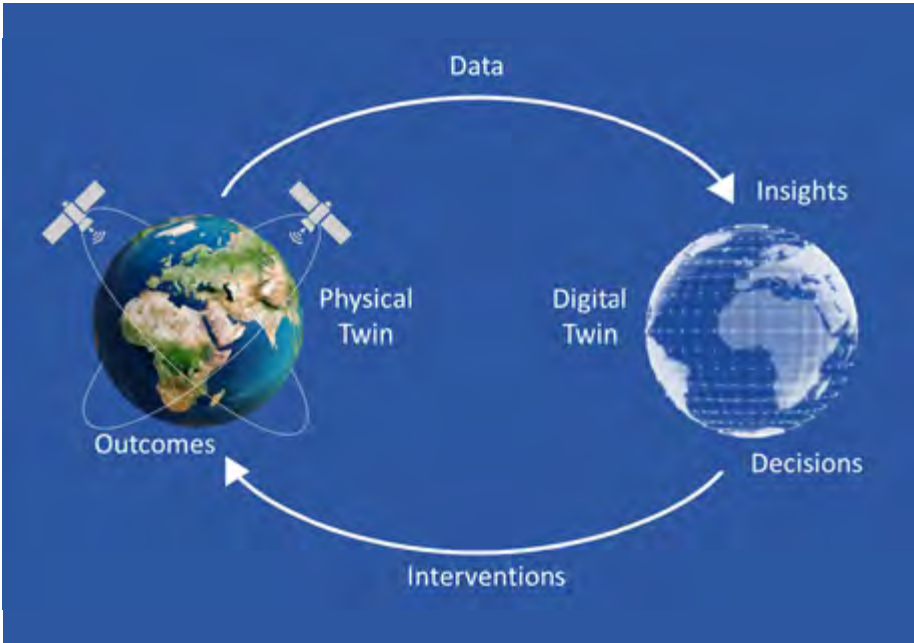 Data
Insights
Physical
Twin
Digital
Twin
Outcomes
Decisions
Interventions